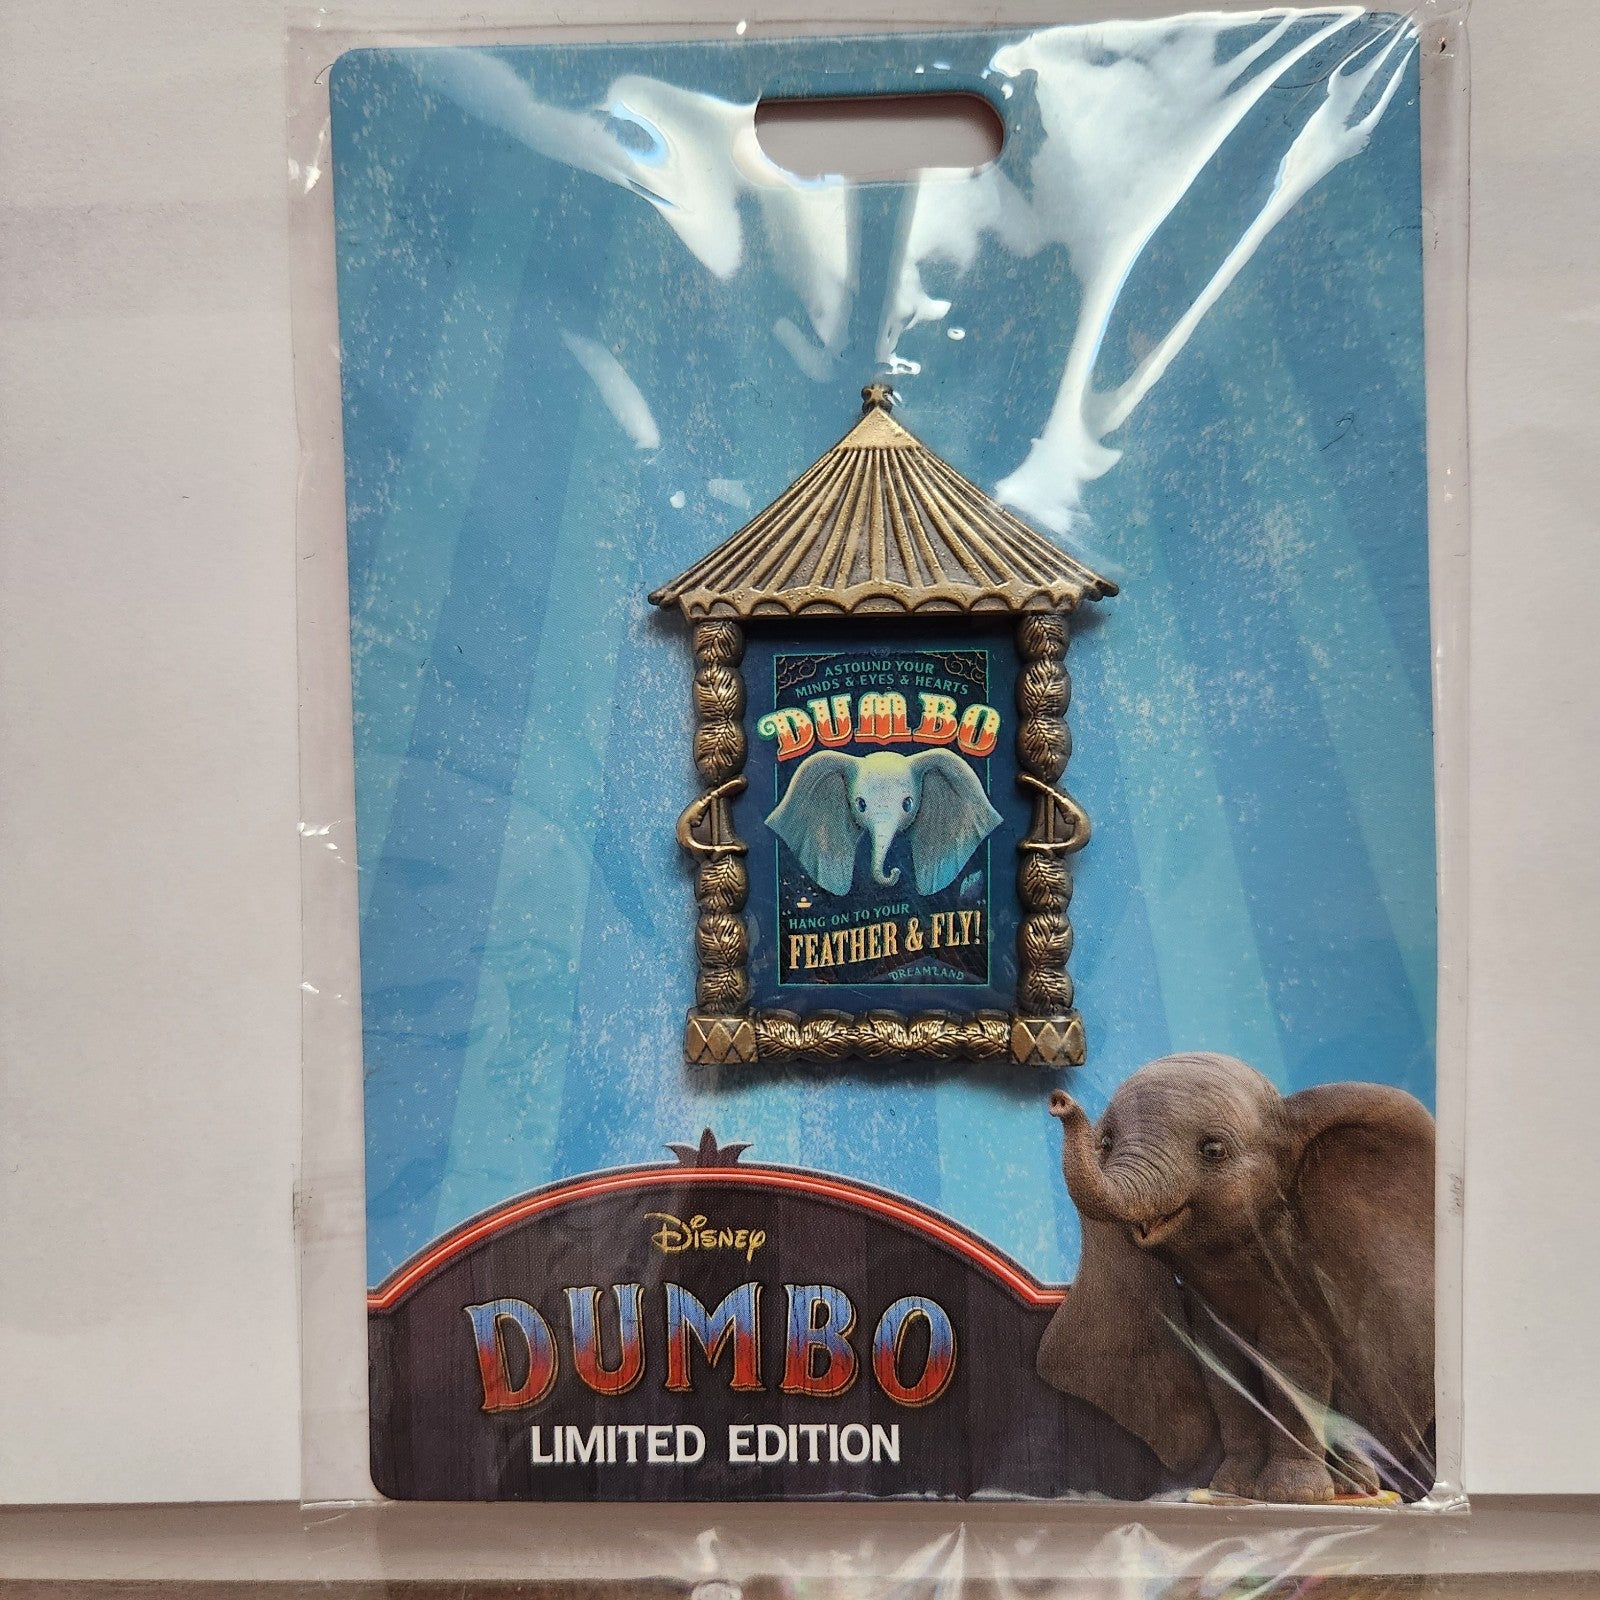 ASTOUND YOUR
MINDS & EYES & HEARTS
DUMBO
"HANG ON TO YOUR
FEATHER & FLY!"
DREAMLAND
Disney
DUMBO
LIMITED EDITION